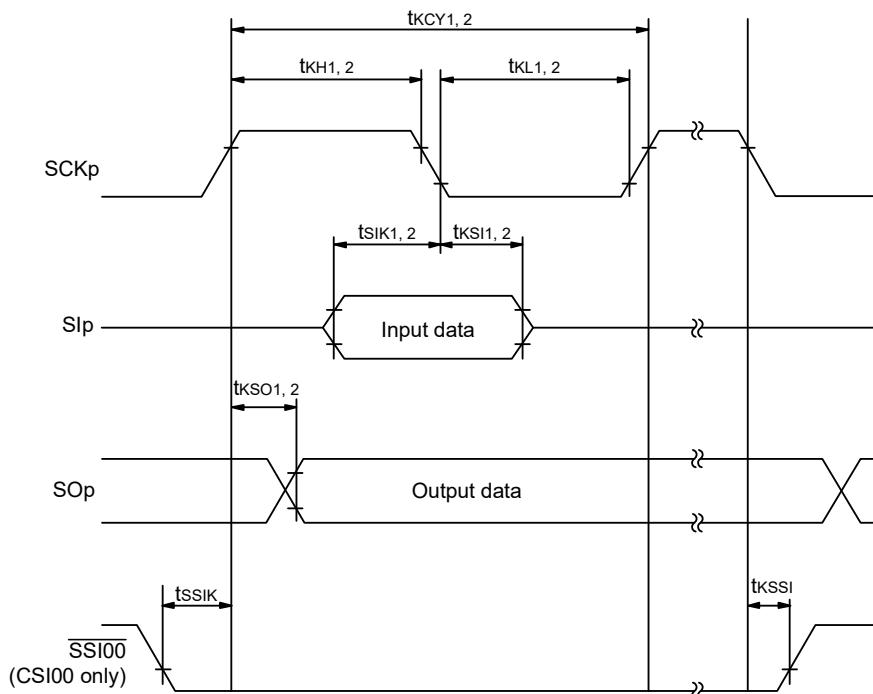 tKCY1, 2
tKH1, 2
tKL1, 2
SCKp
tSIK1, 2
tKSI1, 2
SIp
Input data
tKSO1, 2
SOp
Output data
tSSIK
tKSSI
SSI00
(CSI00 only)